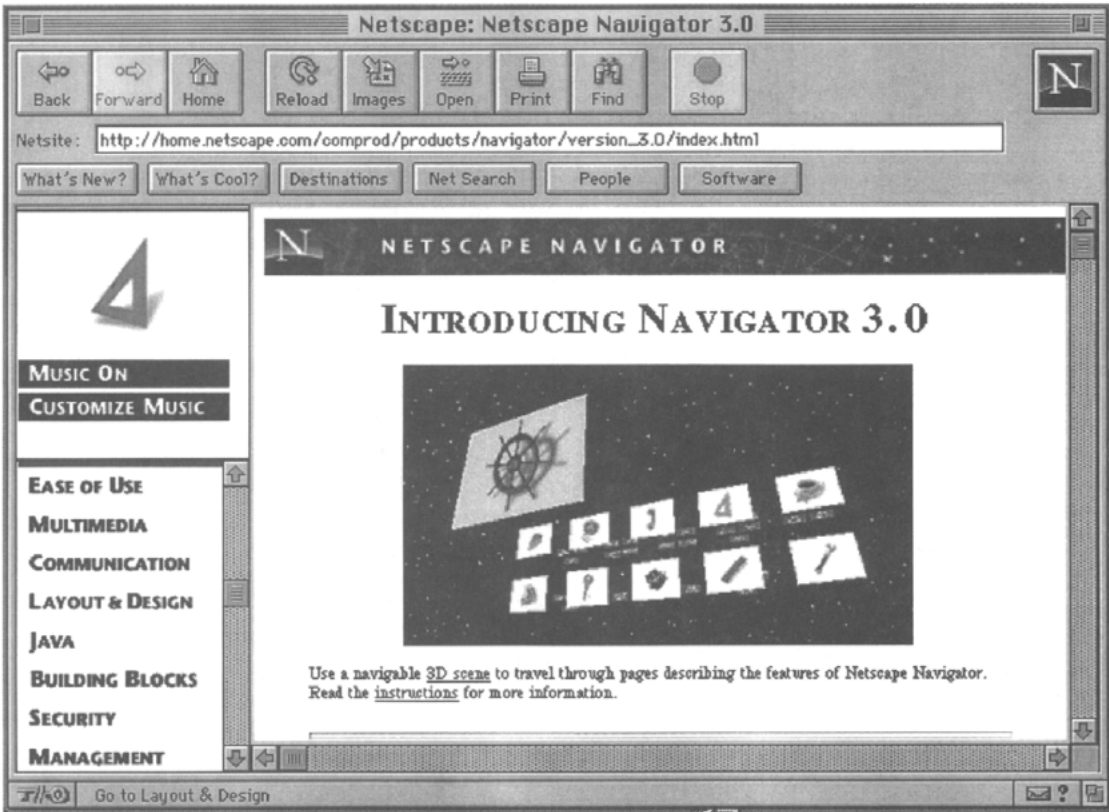 Netscape: Netscape Navigator 3.0
Back Forward Home Reload Images Open Print Find Stop
N
Netsite: http://home.netscape.com/comprod/products/navigator/version_3.0/index.html
What's New? What's Cool? Destinations Net Search People Software
N NETSCAPE NAVIGATOR
INTRODUCING NAVIGATOR 3.0
MUSIC ON
CUSTOMIZE MUSIC
EASE OF USE
MULTIMEDIA
COMMUNICATION
LAYOUT & DESIGN
JAVA
BUILDING BLOCKS
SECURITY
MANAGEMENT
Use a navigable 3D scene to travel through pages describing the features of Netscape Navigator.
Read the instructions for more information.
Go to Layout & Design
?